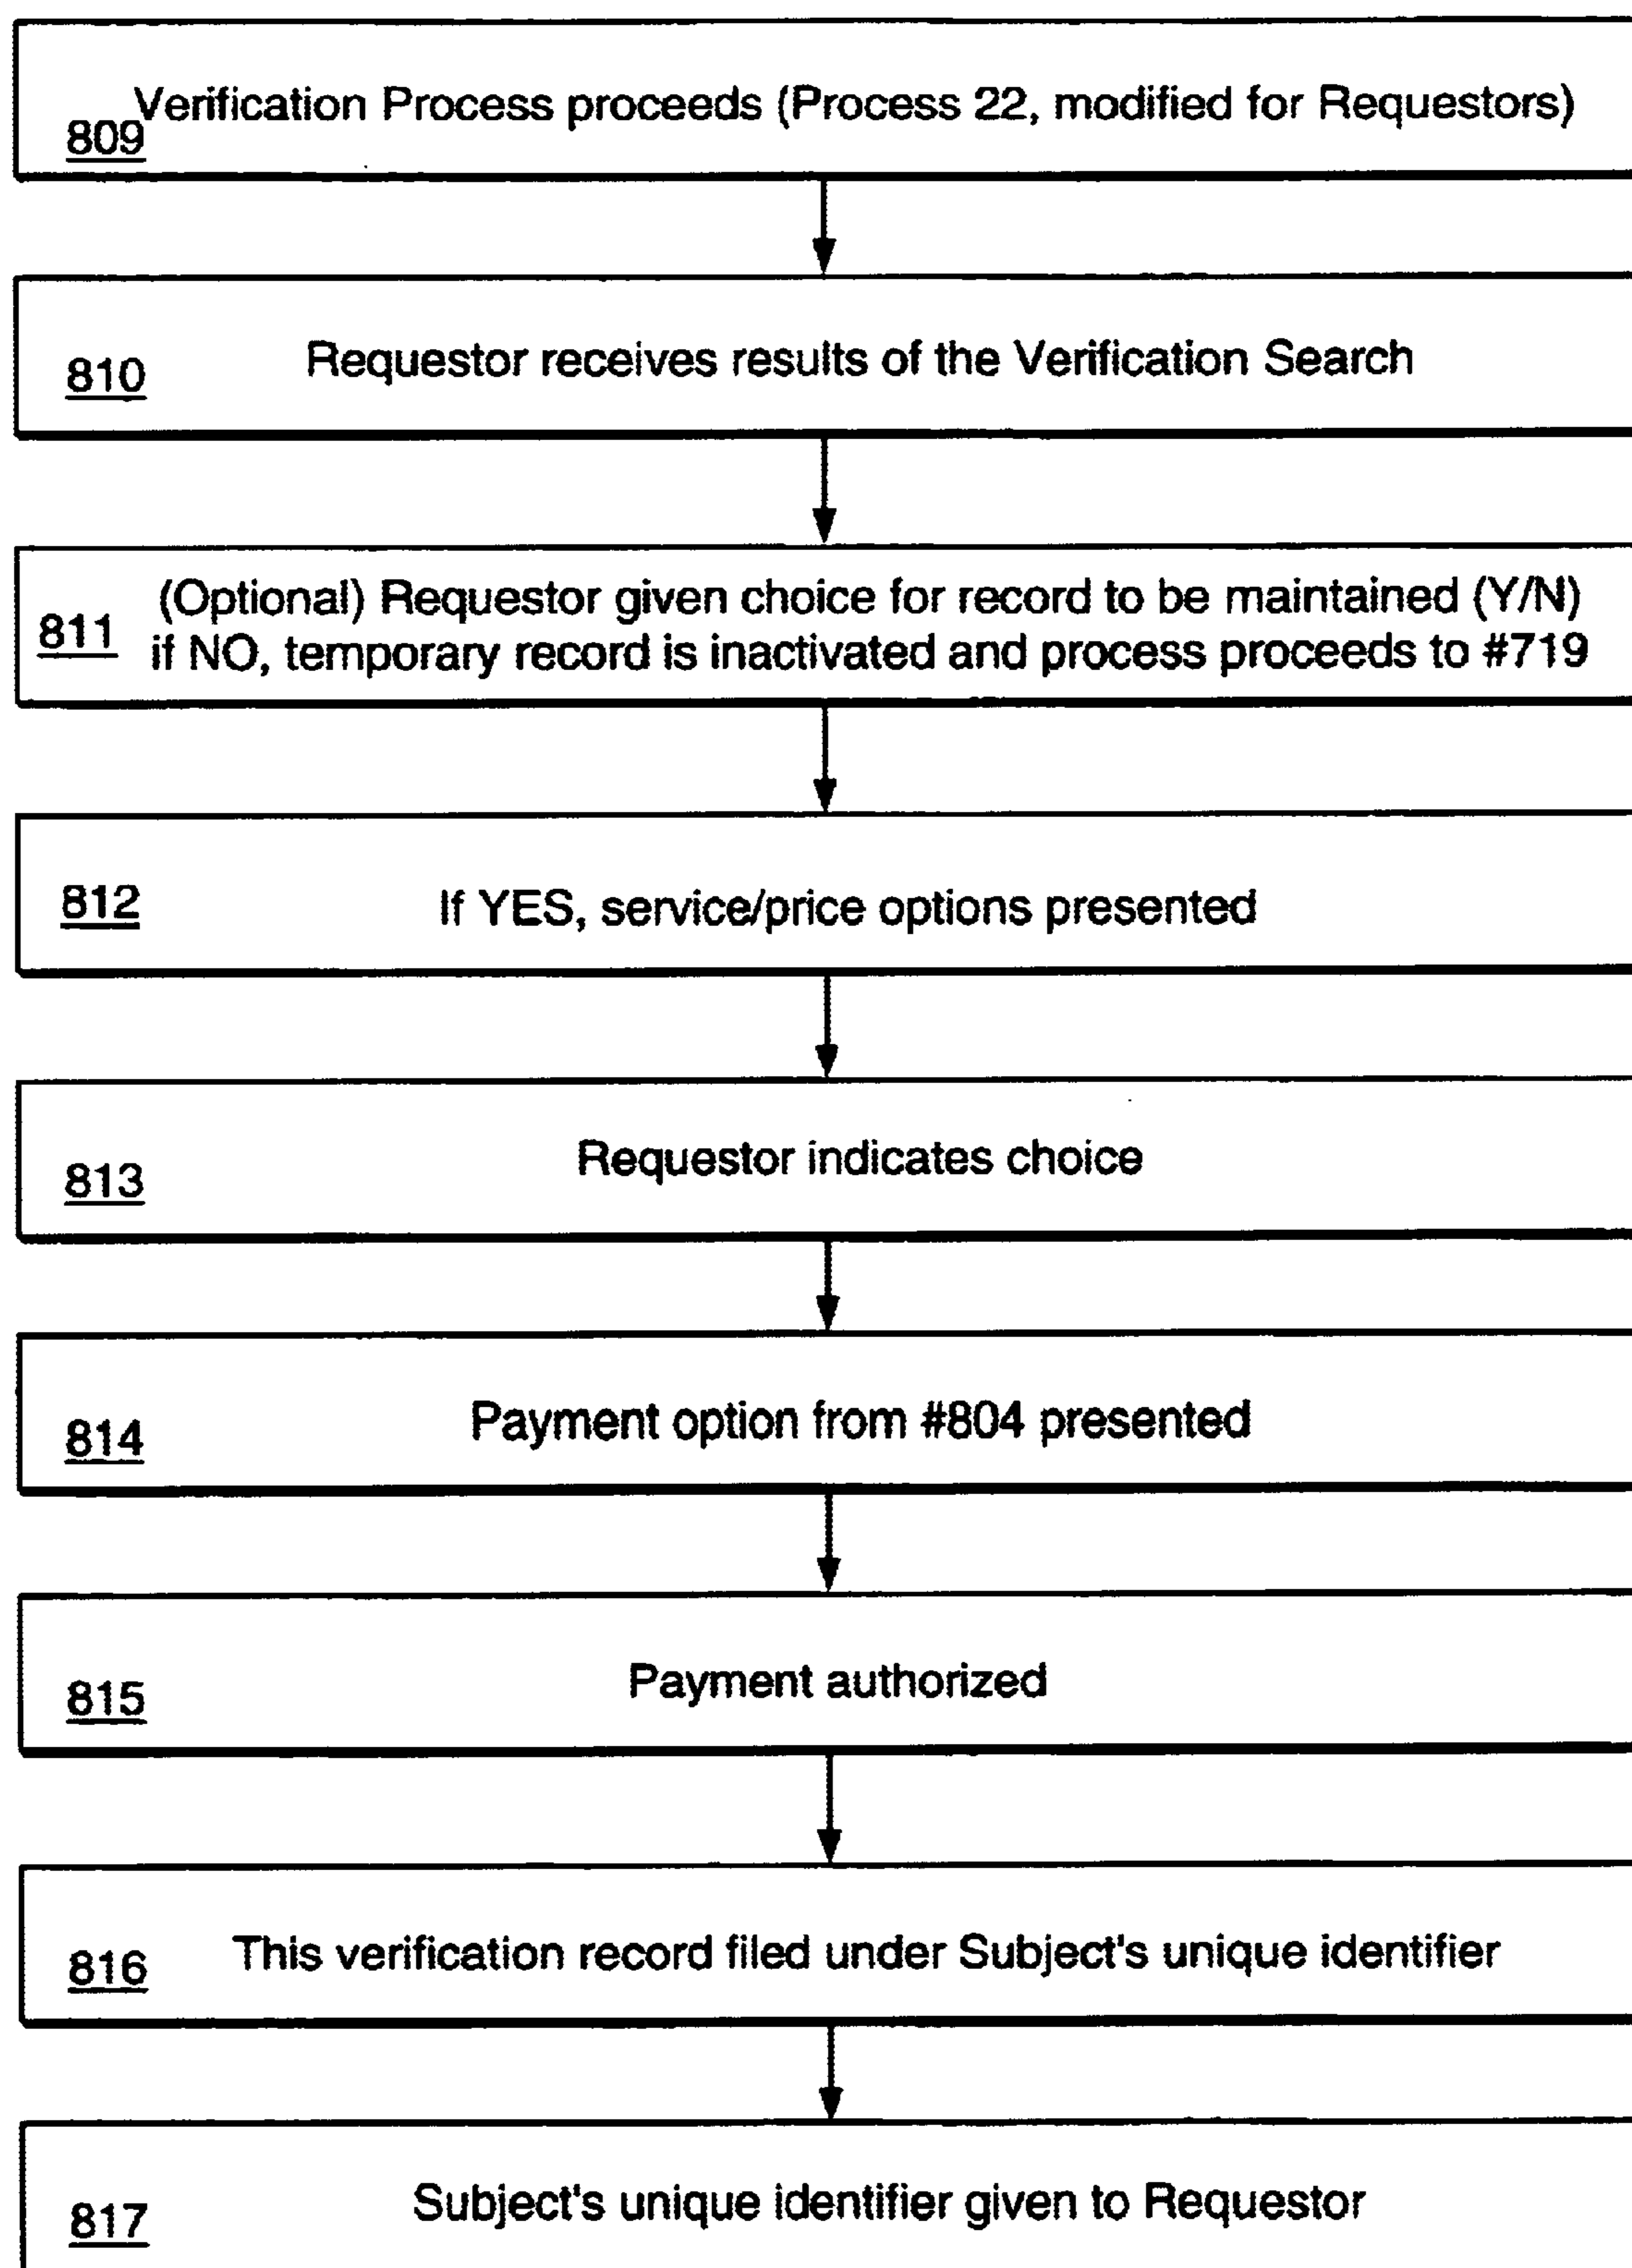 Verification Process proceeds (Process 22, modified for Requestors)
809
Requestor receives results of the Verification Search
810
(Optional) Requestor given choice for record to be maintained (Y/N)
811
if NO, temporary record is inactivated and process proceeds to #719
812
If YES, service/price options presented
Requestor indicates choice
813
Payment option from #804 presented
814
Payment authorized
815
This verification record filed under Subject's unique identifier
816
Subject's unique identifier given to Requestor
817